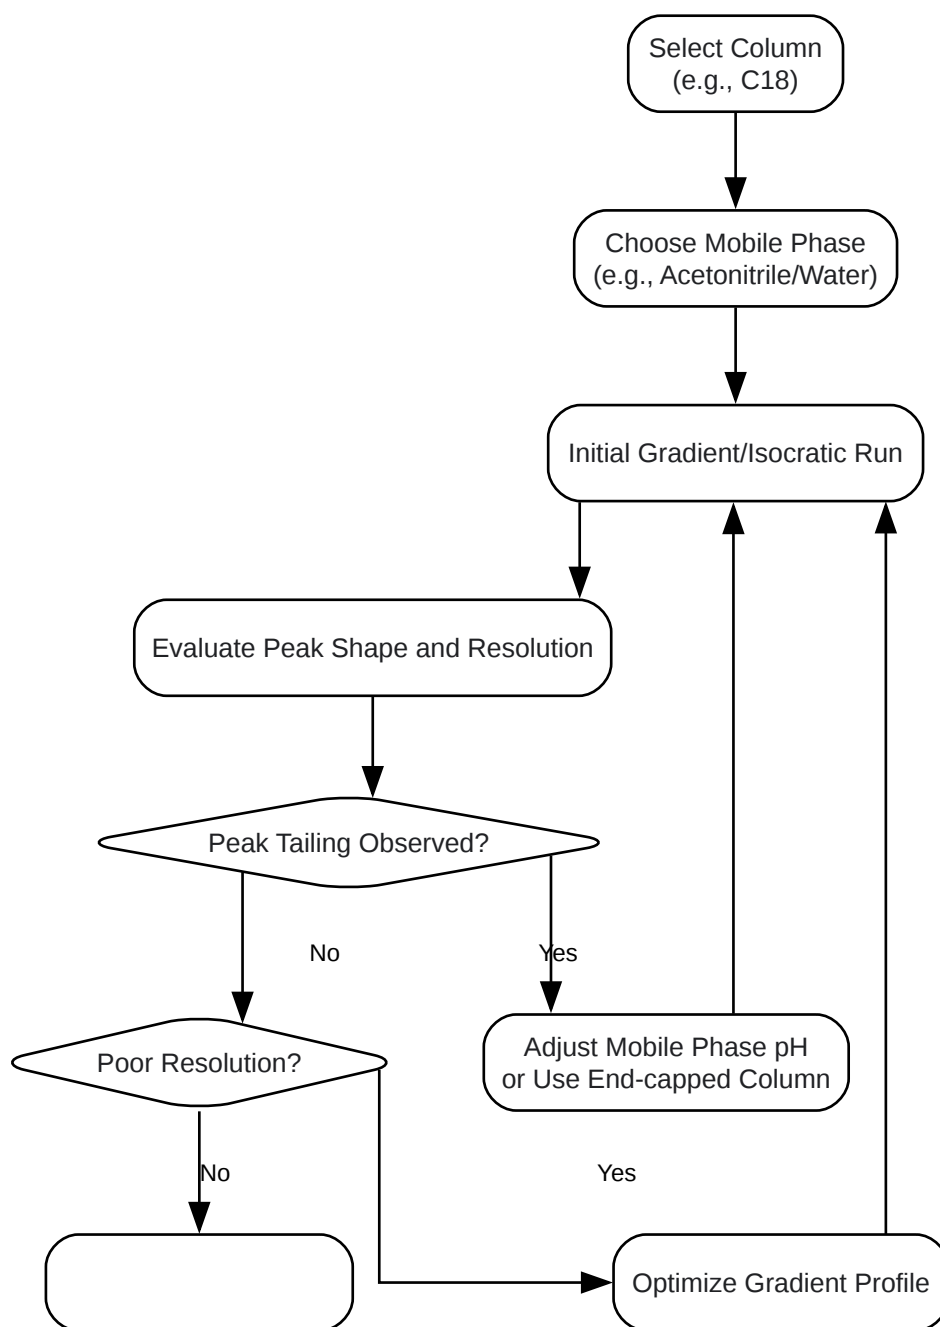 Select Column
(e.g., C18)
Choose Mobile Phase
(e.g., Acetonitrile/Water)
Initial Gradient/Isocratic Run
Evaluate Peak Shape and Resolution
Peak Tailing Observed?
No
Yes
Poor Resolution?
Adjust Mobile Phase pH
or Use End-capped Column
No
Yes
Optimize Gradient Profile